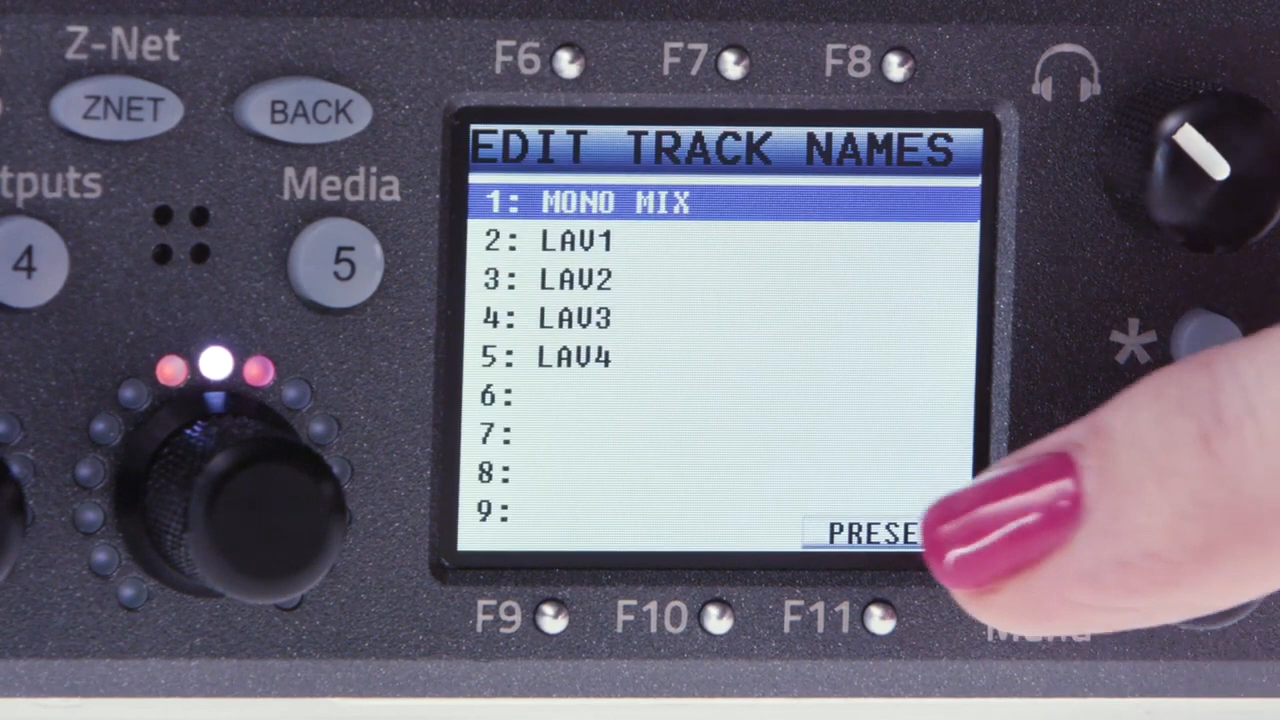 Z-Net
F6
F7
F8
ZNET
BACK
EDIT TRACK NAMES
tputs
Media
1: MONO MIX
4
5
2: LAV1
3: LAV2
4: LAV3
*
5: LAV4
6:
7:
8:
9:
PRESE
F9
F10
F11